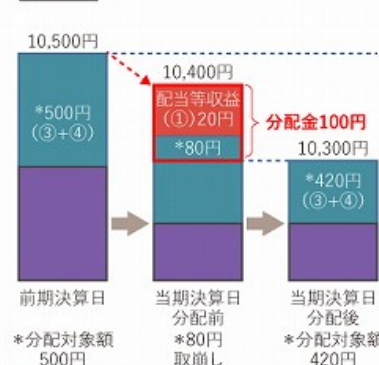 10,500円
*500円
(③+④)
前期決算日
*分配対象額
500円
10,400円
配当等収益
(①)20円
*80円
分配金100円
当期決算日
分配前
*80円
取崩し
10,300円
*420円
(③+④)
当期決算日
分配後
*分配対象額
420円